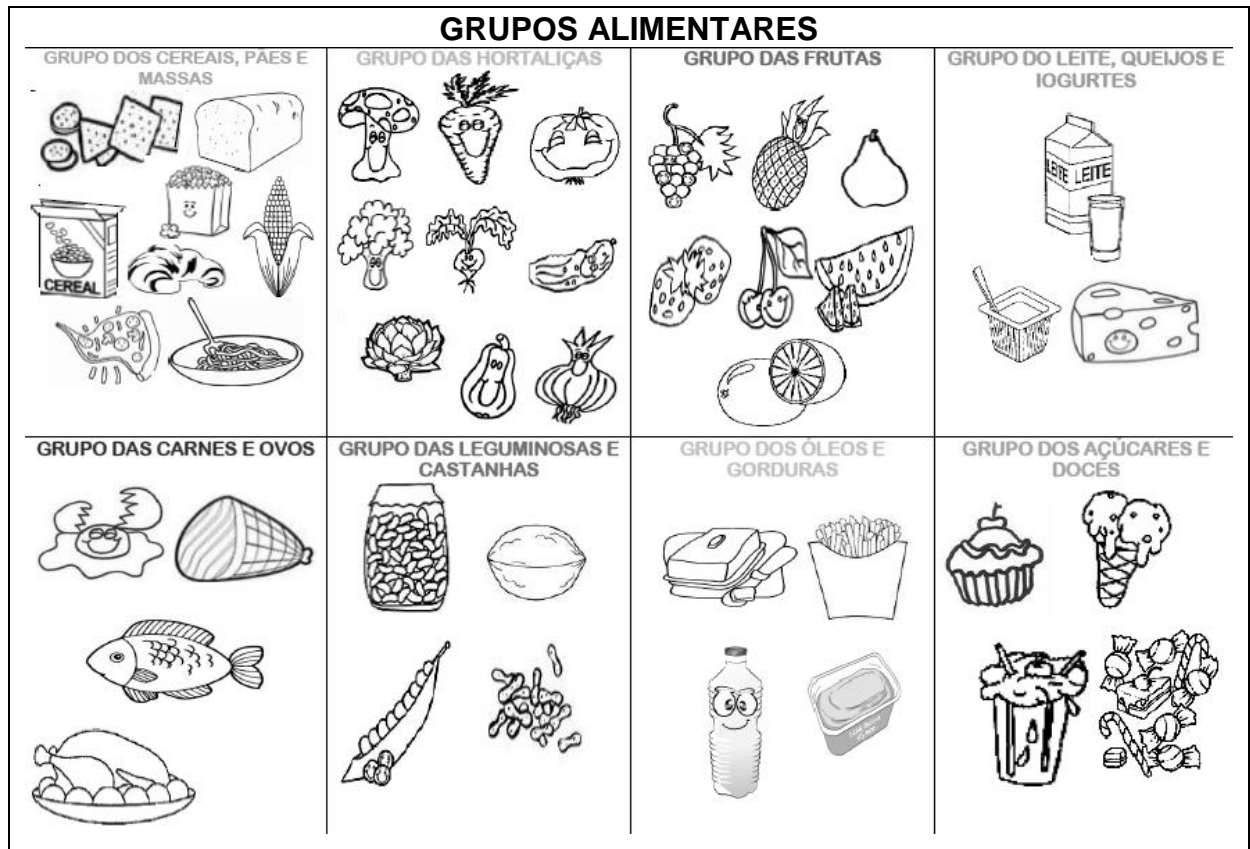 GRUPOS ALIMENTARES
GRUPO DOS CEREAIS, PÃES E
MASSAS
CEREAL
GRUPO DAS HORTALIÇAS
GRUPO DAS FRUTAS
GRUPO DO LEITE, QUEIJOS E
IOGURTES
LEITE
LEITE
GRUPO DAS CARNES E OVOS
GRUPO DAS LEGUMINOSAS E
CASTANHAS
GRUPO DOS ÓLEOS E
GORDURAS
GRUPO DOS AÇÚCARES E
DOCES